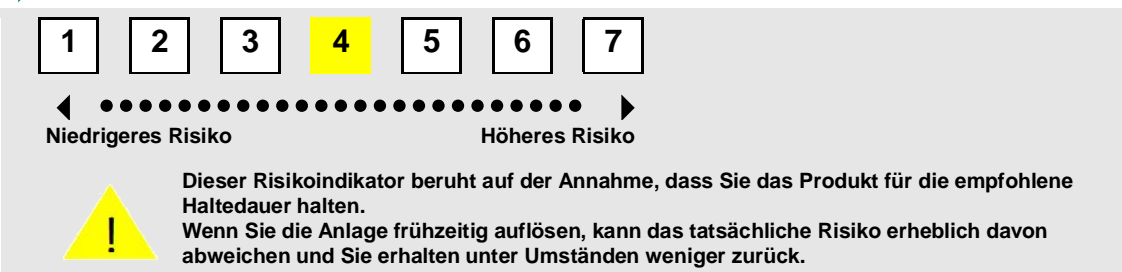 1 2 3 4 5 6 7
Niedrigeres Risiko Höheres Risiko
Dieser Risikoindikator beruht auf der Annahme, dass Sie das Produkt für die empfohlene
Haltedauer halten.
! Wenn Sie die Anlage frühzeitig auflösen, kann das tatsächliche Risiko erheblich davon
abweichen und Sie erhalten unter Umständen weniger zurück.